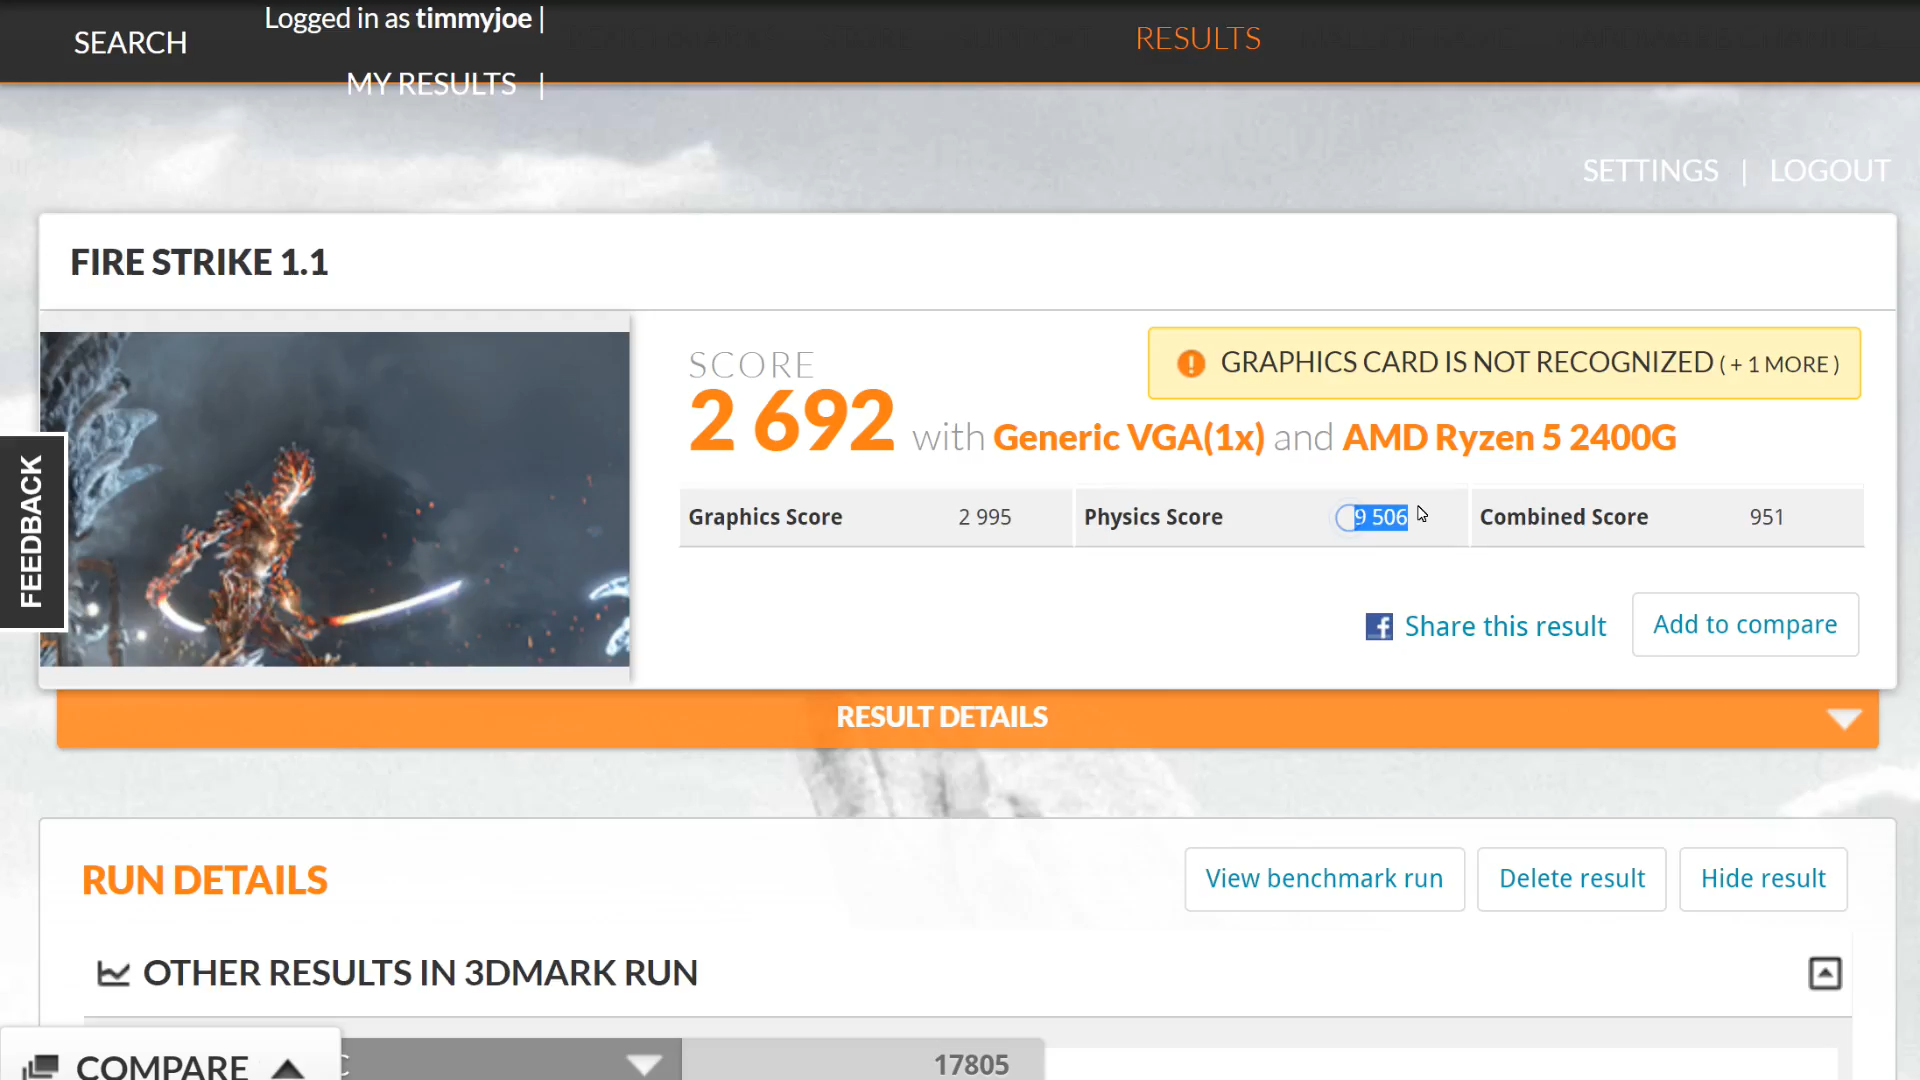 SEARCH
Logged in as timmyjoe |
RESULTS
MY RESULTS |
SETTINGS | LOGOUT
FIRE STRIKE 1.1
SCORE
GRAPHICS CARD IS NOT RECOGNIZED ( + 1 MORE )
2 692 with Generic VGA(1x) and AMD Ryzen 5 2400G
Graphics Score 2 995 Physics Score 9 506 Combined Score 951
FEEDBACK
Share this result Add to compare
RESULT DETAILS
RUN DETAILS
View benchmark run Delete result Hide result
OTHER RESULTS IN 3DMARK RUN
COMPARE
17805